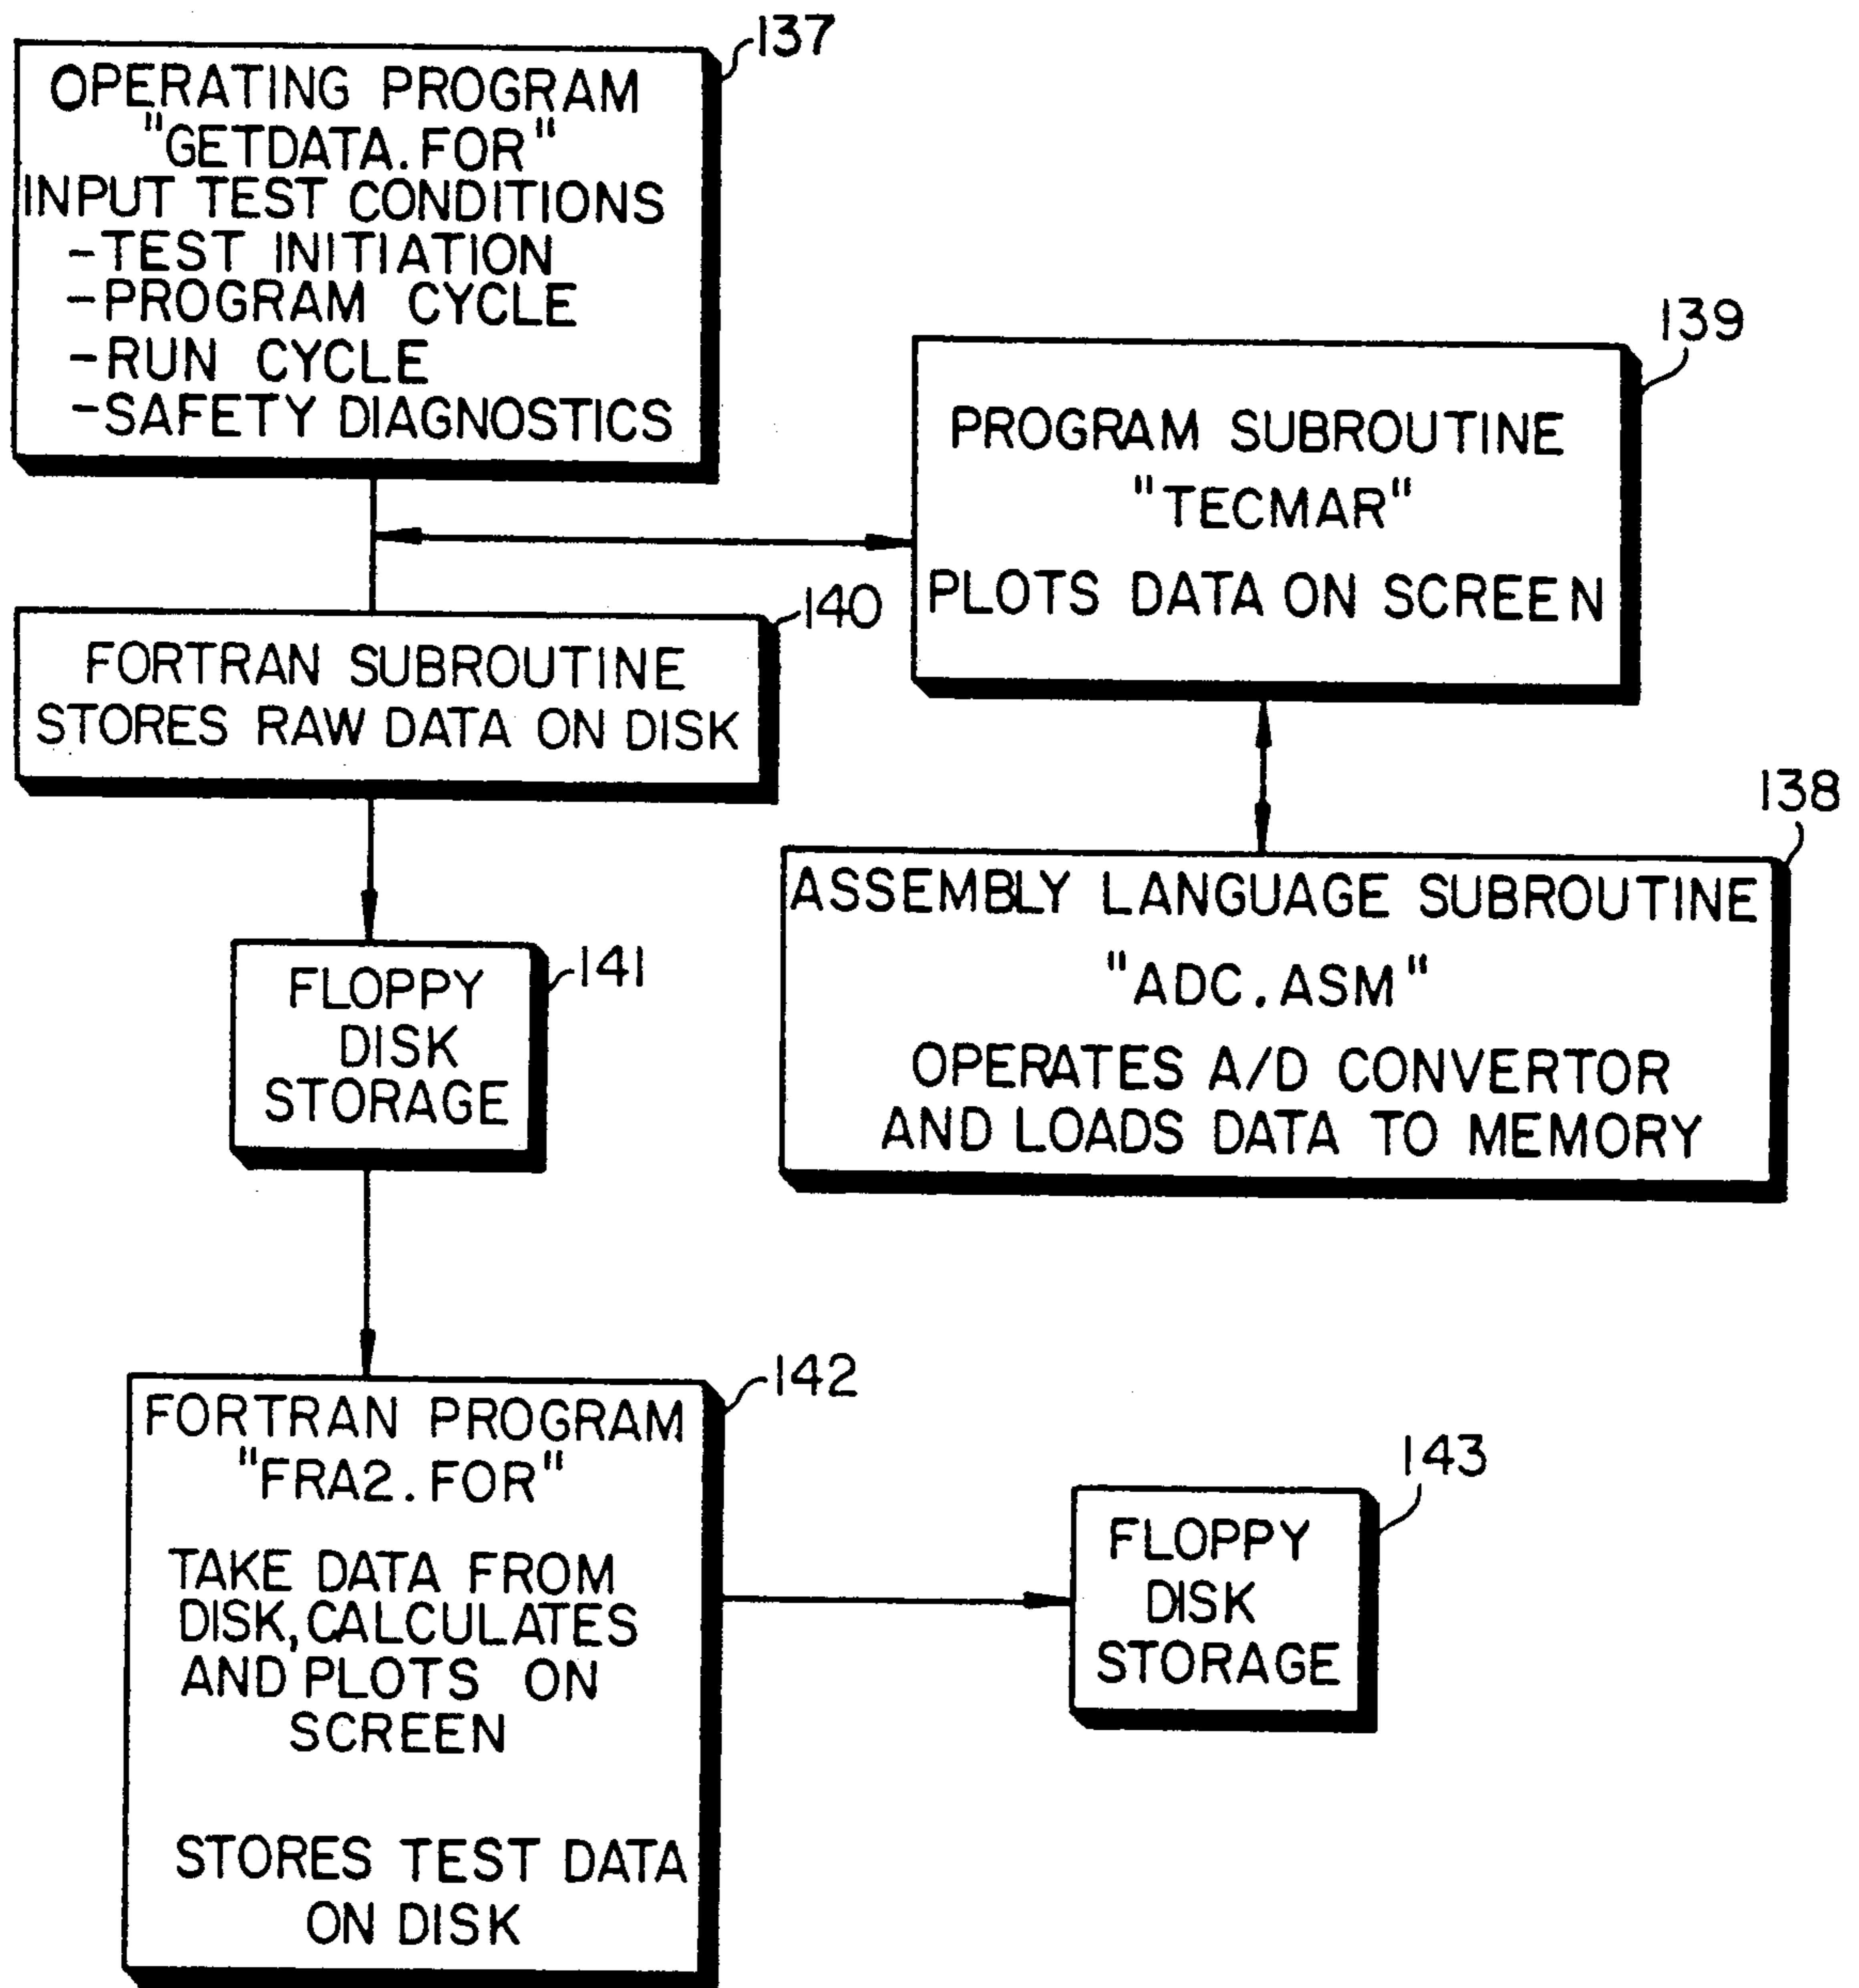 137
OPERATING PROGRAM
"GETDATA.FOR"
INPUT TEST CONDITIONS
-TEST INITIATION
-PROGRAM CYCLE
-RUN CYCLE
-SAFETY DIAGNOSTICS
139
PROGRAM SUBROUTINE
"TECMAR"
PLOTS DATA ON SCREEN
140
FORTRAN SUBROUTINE
STORES RAW DATA ON DISK
138
ASSEMBLY LANGUAGE SUBROUTINE
"ADC.ASM"
OPERATES A/D CONVERTOR
AND LOADS DATA TO MEMORY
141
FLOPPY
DISK
STORAGE
142
FORTRAN PROGRAM
"FRA2.FOR"
TAKE DATA FROM
DISK, CALCULATES
AND PLOTS ON
SCREEN
STORES TEST DATA
ON DISK
143
FLOPPY
DISK
STORAGE